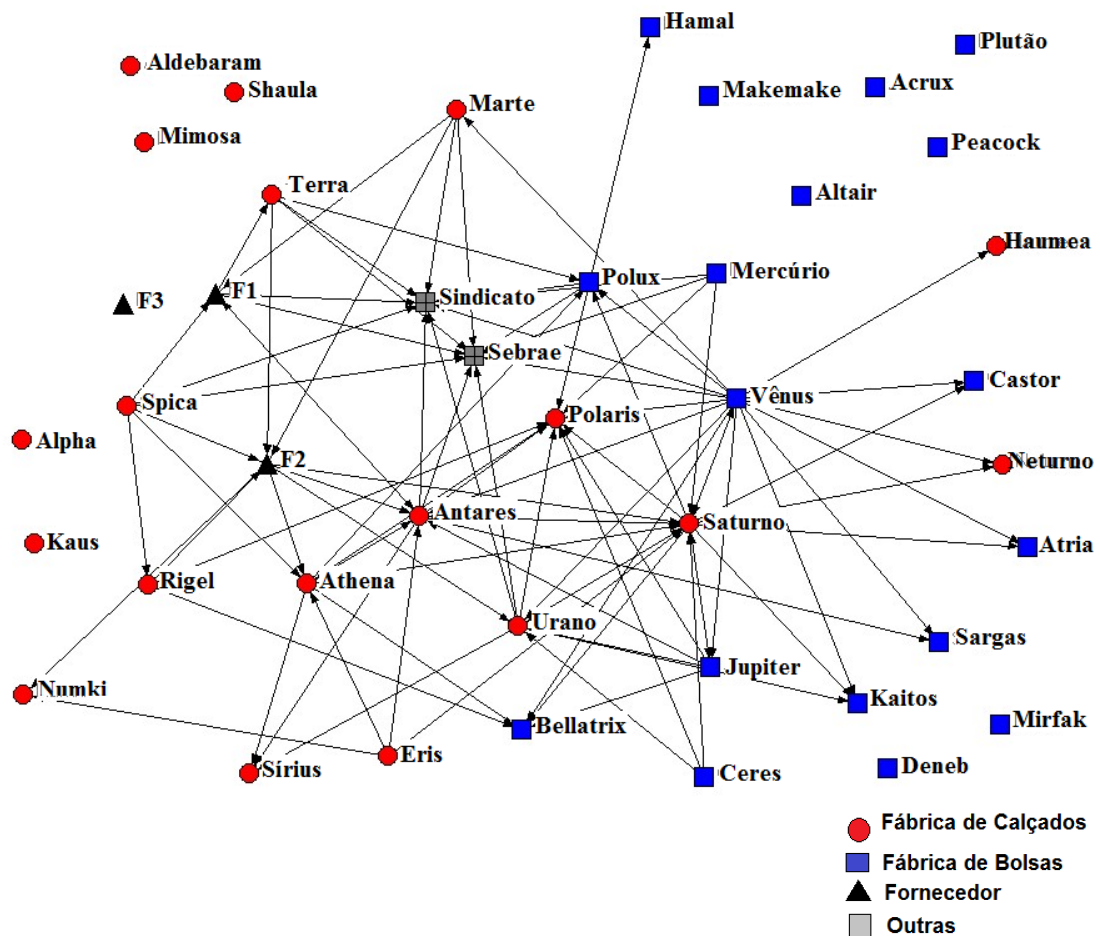 Hamal
Plutão
Aldebaram
Shaula
Makemake
Acrux
Marte
Mimosa
Peacock
Terra
Altair
Haumea
Polux
Mercúrio
F3
F1
Sindicato
Sebrae
Castor
Vênus
Spica
Polaris
Alpha
F2
Neturno
Antares
Saturno
Kaus
Atria
Rigel
Athena
Urano
Sargas
Numki
Jupiter
Kaitos
Bellatrix
Mirfak
Sírius
Eris
Ceres
Deneb
Fábrica de Calçados
Fábrica de Bolsas
Fornecedor
Outras